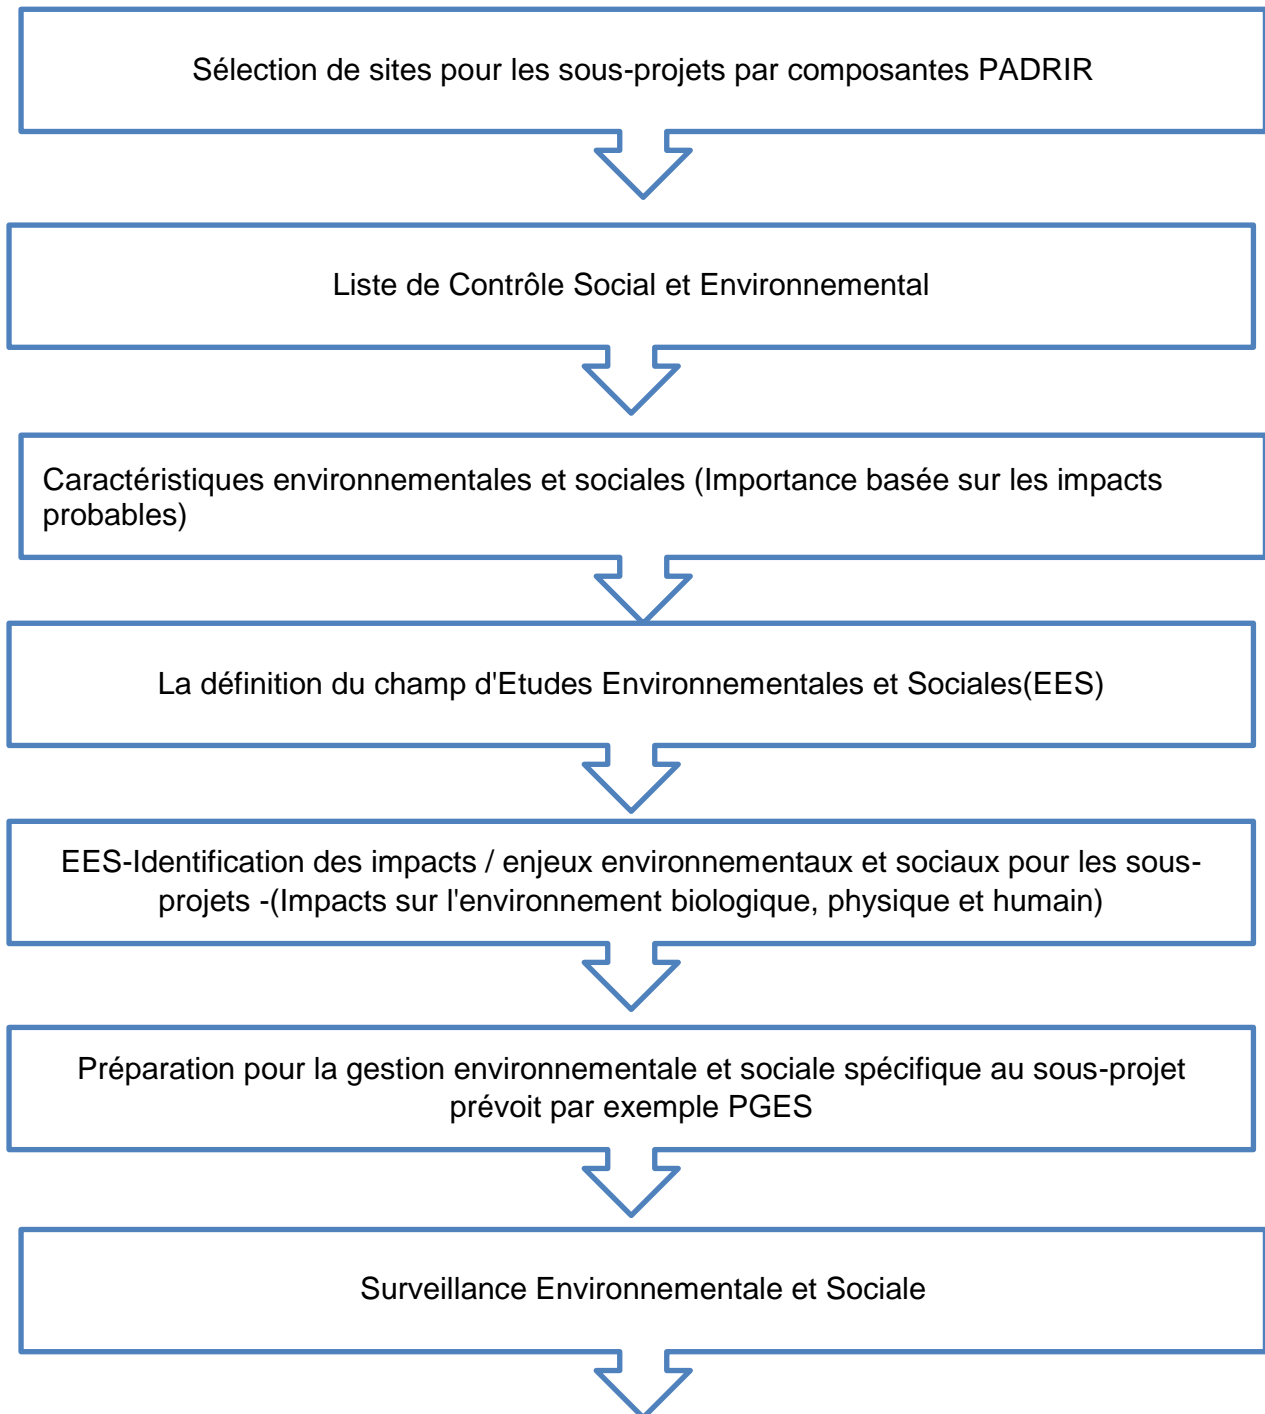 Sélection de sites pour les sous-projets par composantes PADRIR
Liste de Contrôle Social et Environnemental
Caractéristiques environnementales et sociales (Importance basée sur les impacts
probables)
La définition du champ d'Etudes Environnementales et Sociales(EES)
EES-Identification des impacts / enjeux environnementaux et sociaux pour les sous-
projets -(Impacts sur l'environnement biologique, physique et humain)
Préparation pour la gestion environnementale et sociale spécifique au sous-projet
prévoit par exemple PGES
Surveillance Environnementale et Sociale